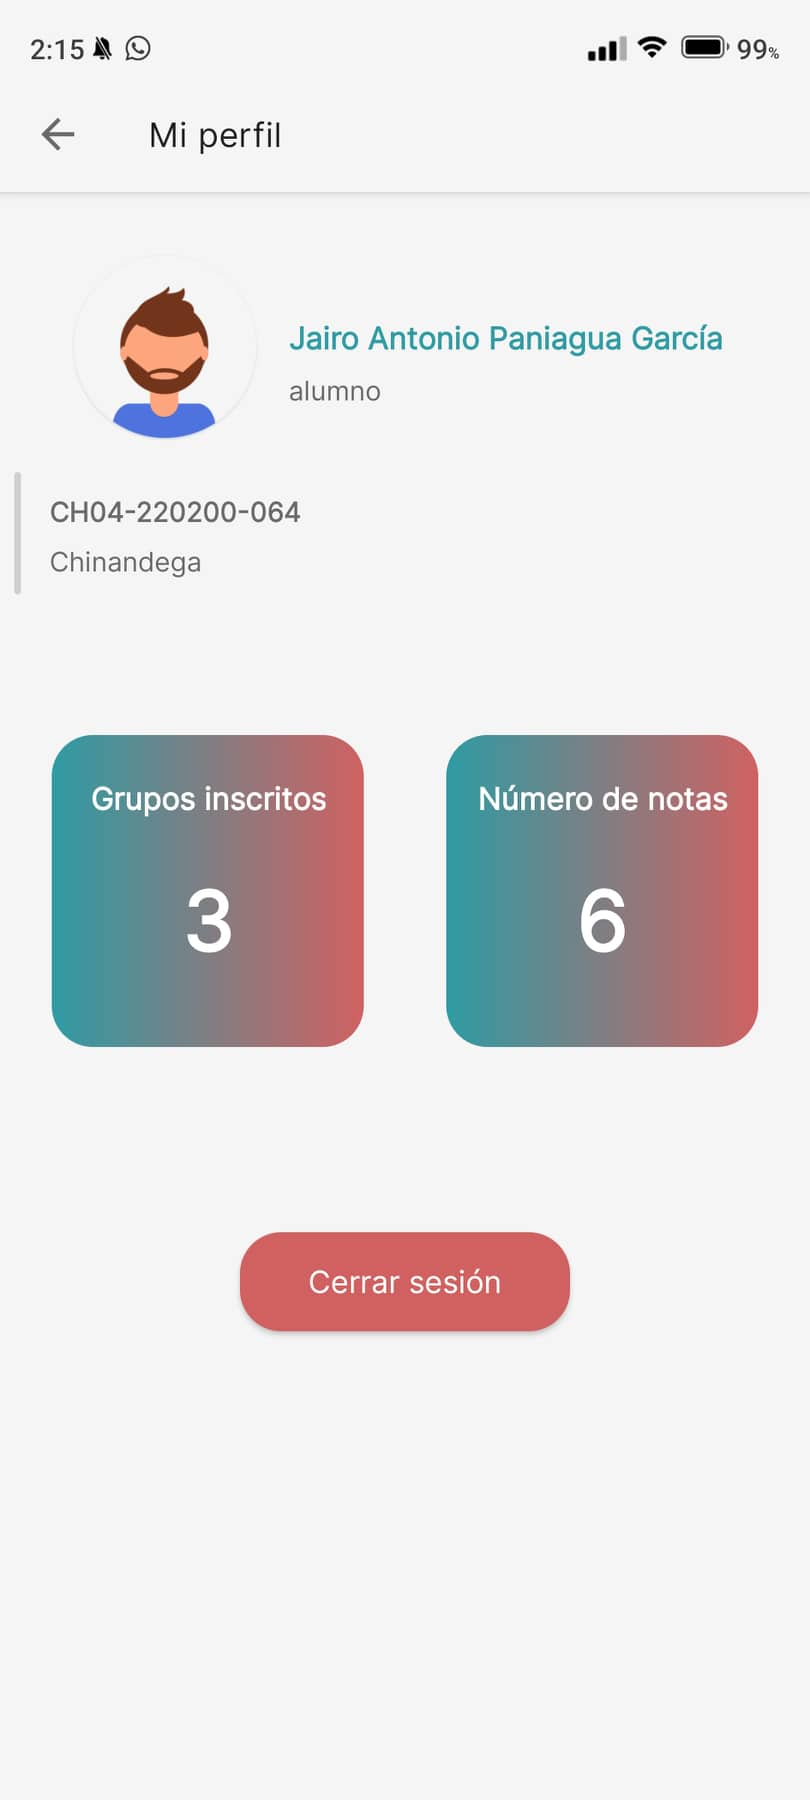 2:15 99%
Mi perfil
Jairo Antonio Paniagua García
alumno
CH04-220200-064
Chinandega
Grupos inscritos
3
Número de notas
6
Cerrar sesión